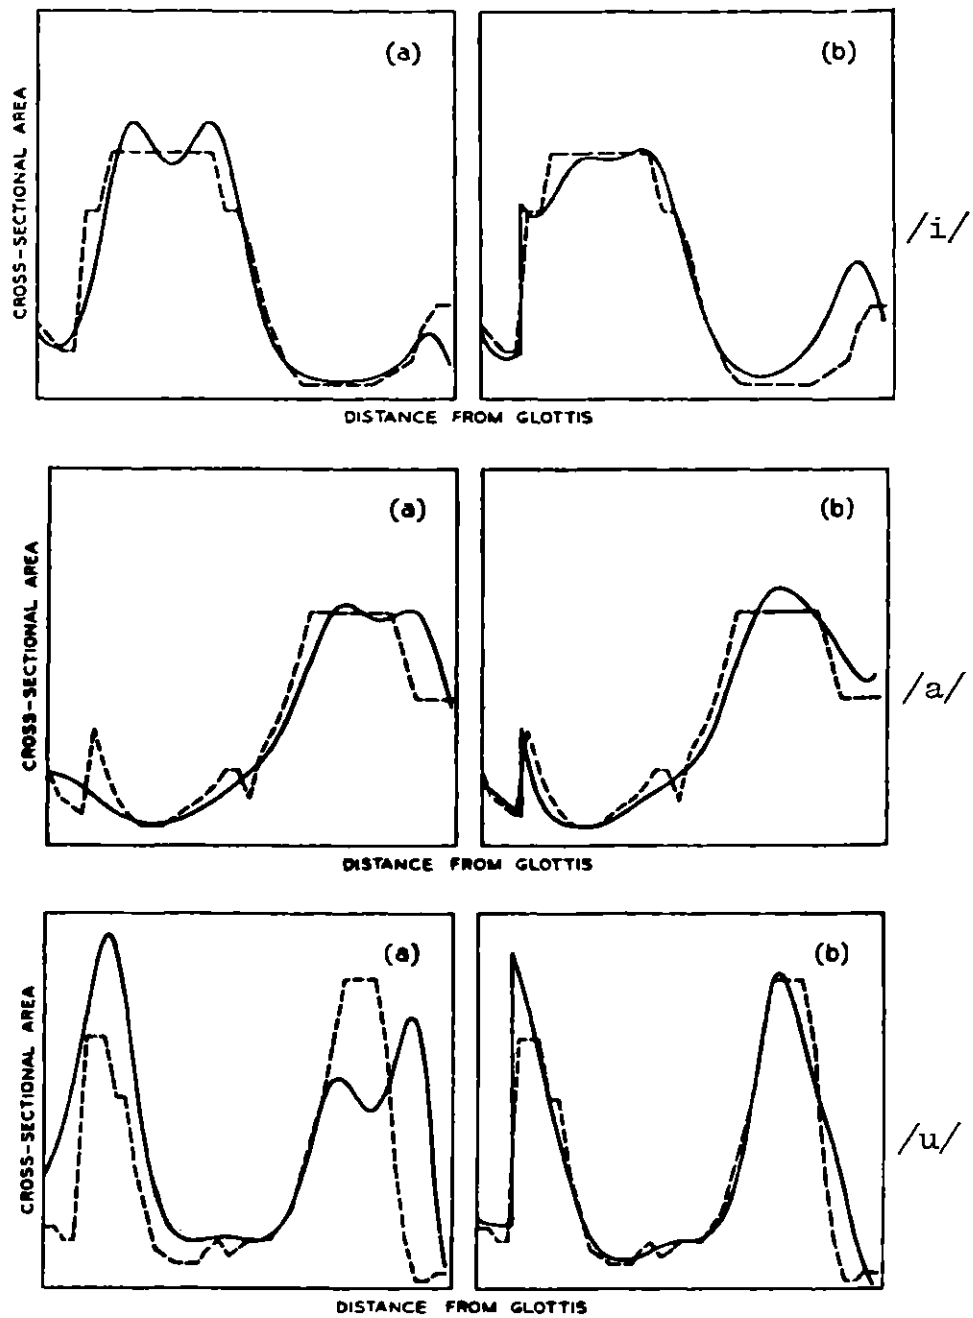 (a)
(b)
CROSS-SECTIONAL AREA
/i/
DISTANCE FROM GLOTTIS
(a)
(b)
CROSS-SECTIONAL AREA
/a/
DISTANCE FROM GLOTTIS
(a)
(b)
CROSS-SECTIONAL AREA
/u/
DISTANCE FROM GLOTTIS